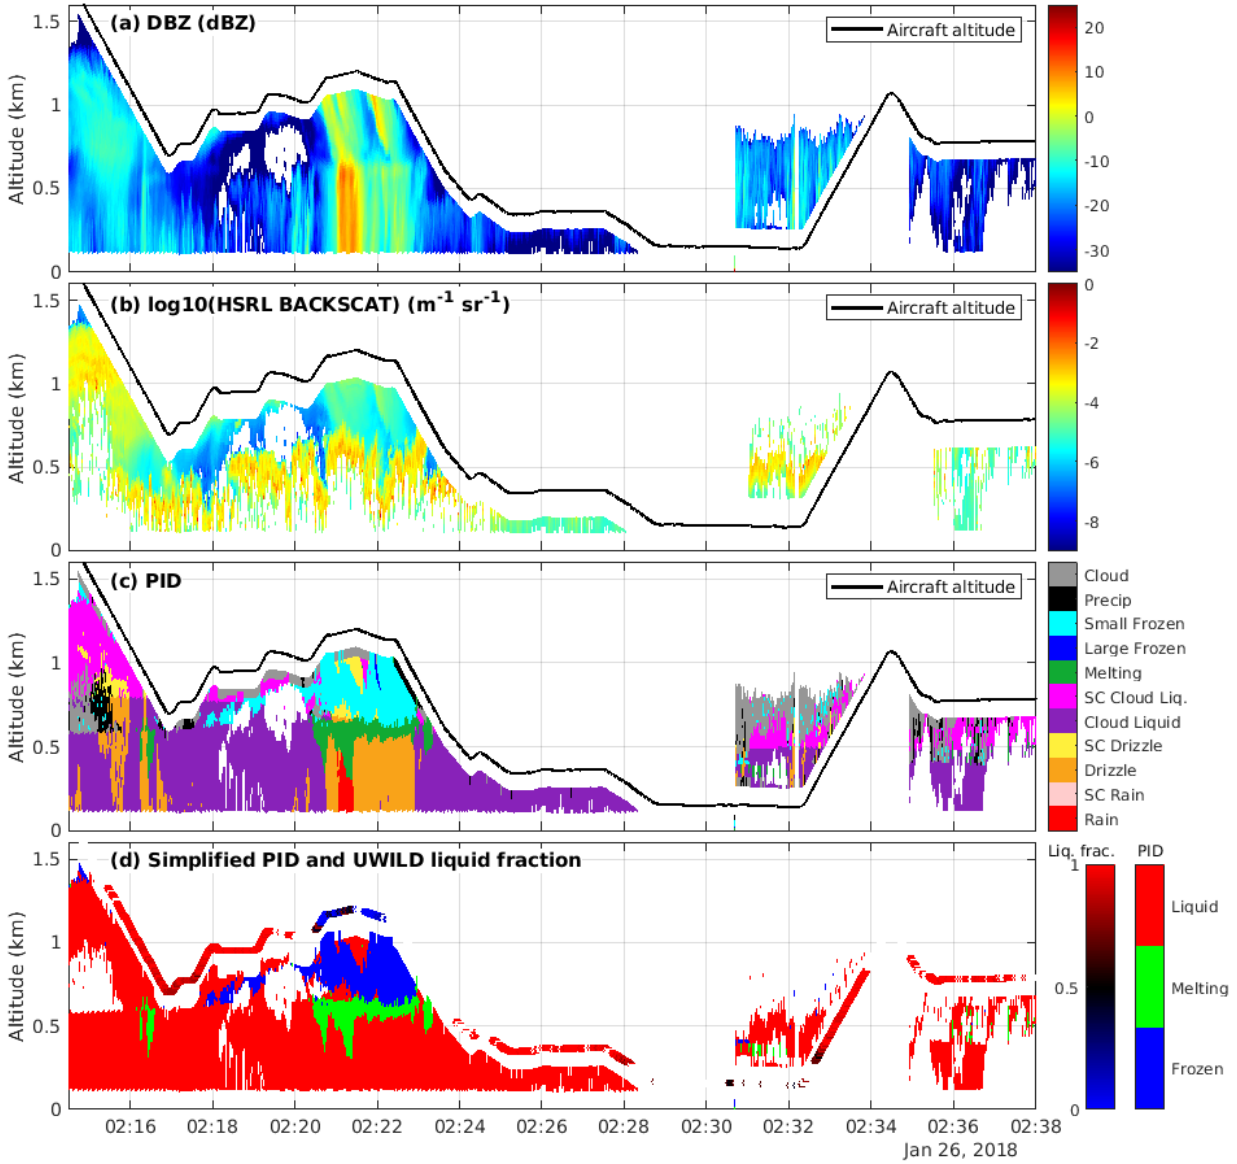 (a) DBZ (dBZ)
Aircraft altitude
Altitude (km)
1.5
1
0.5
0
20
10
0
-10
-20
-30
(b) log10(HSRL BACKSCAT) (m⁻¹ sr⁻¹)
Aircraft altitude
Altitude (km)
1.5
1
0.5
0
0
-2
-4
-6
-8
(c) PID
Aircraft altitude
Altitude (km)
1.5
1
0.5
0
Cloud
Precip
Small Frozen
Large Frozen
Melting
SC Cloud Liq.
Cloud Liquid
SC Drizzle
Drizzle
SC Rain
Rain
(d) Simplified PID and UWILD liquid fraction
Altitude (km)
1.5
1
0.5
0
Liq. frac.
PID
1
0.5
0
Liquid
Melting
Frozen
02:16
02:18
02:20
02:22
02:24
02:26
02:28
02:30
02:32
02:34
02:36
02:38
Jan 26, 2018